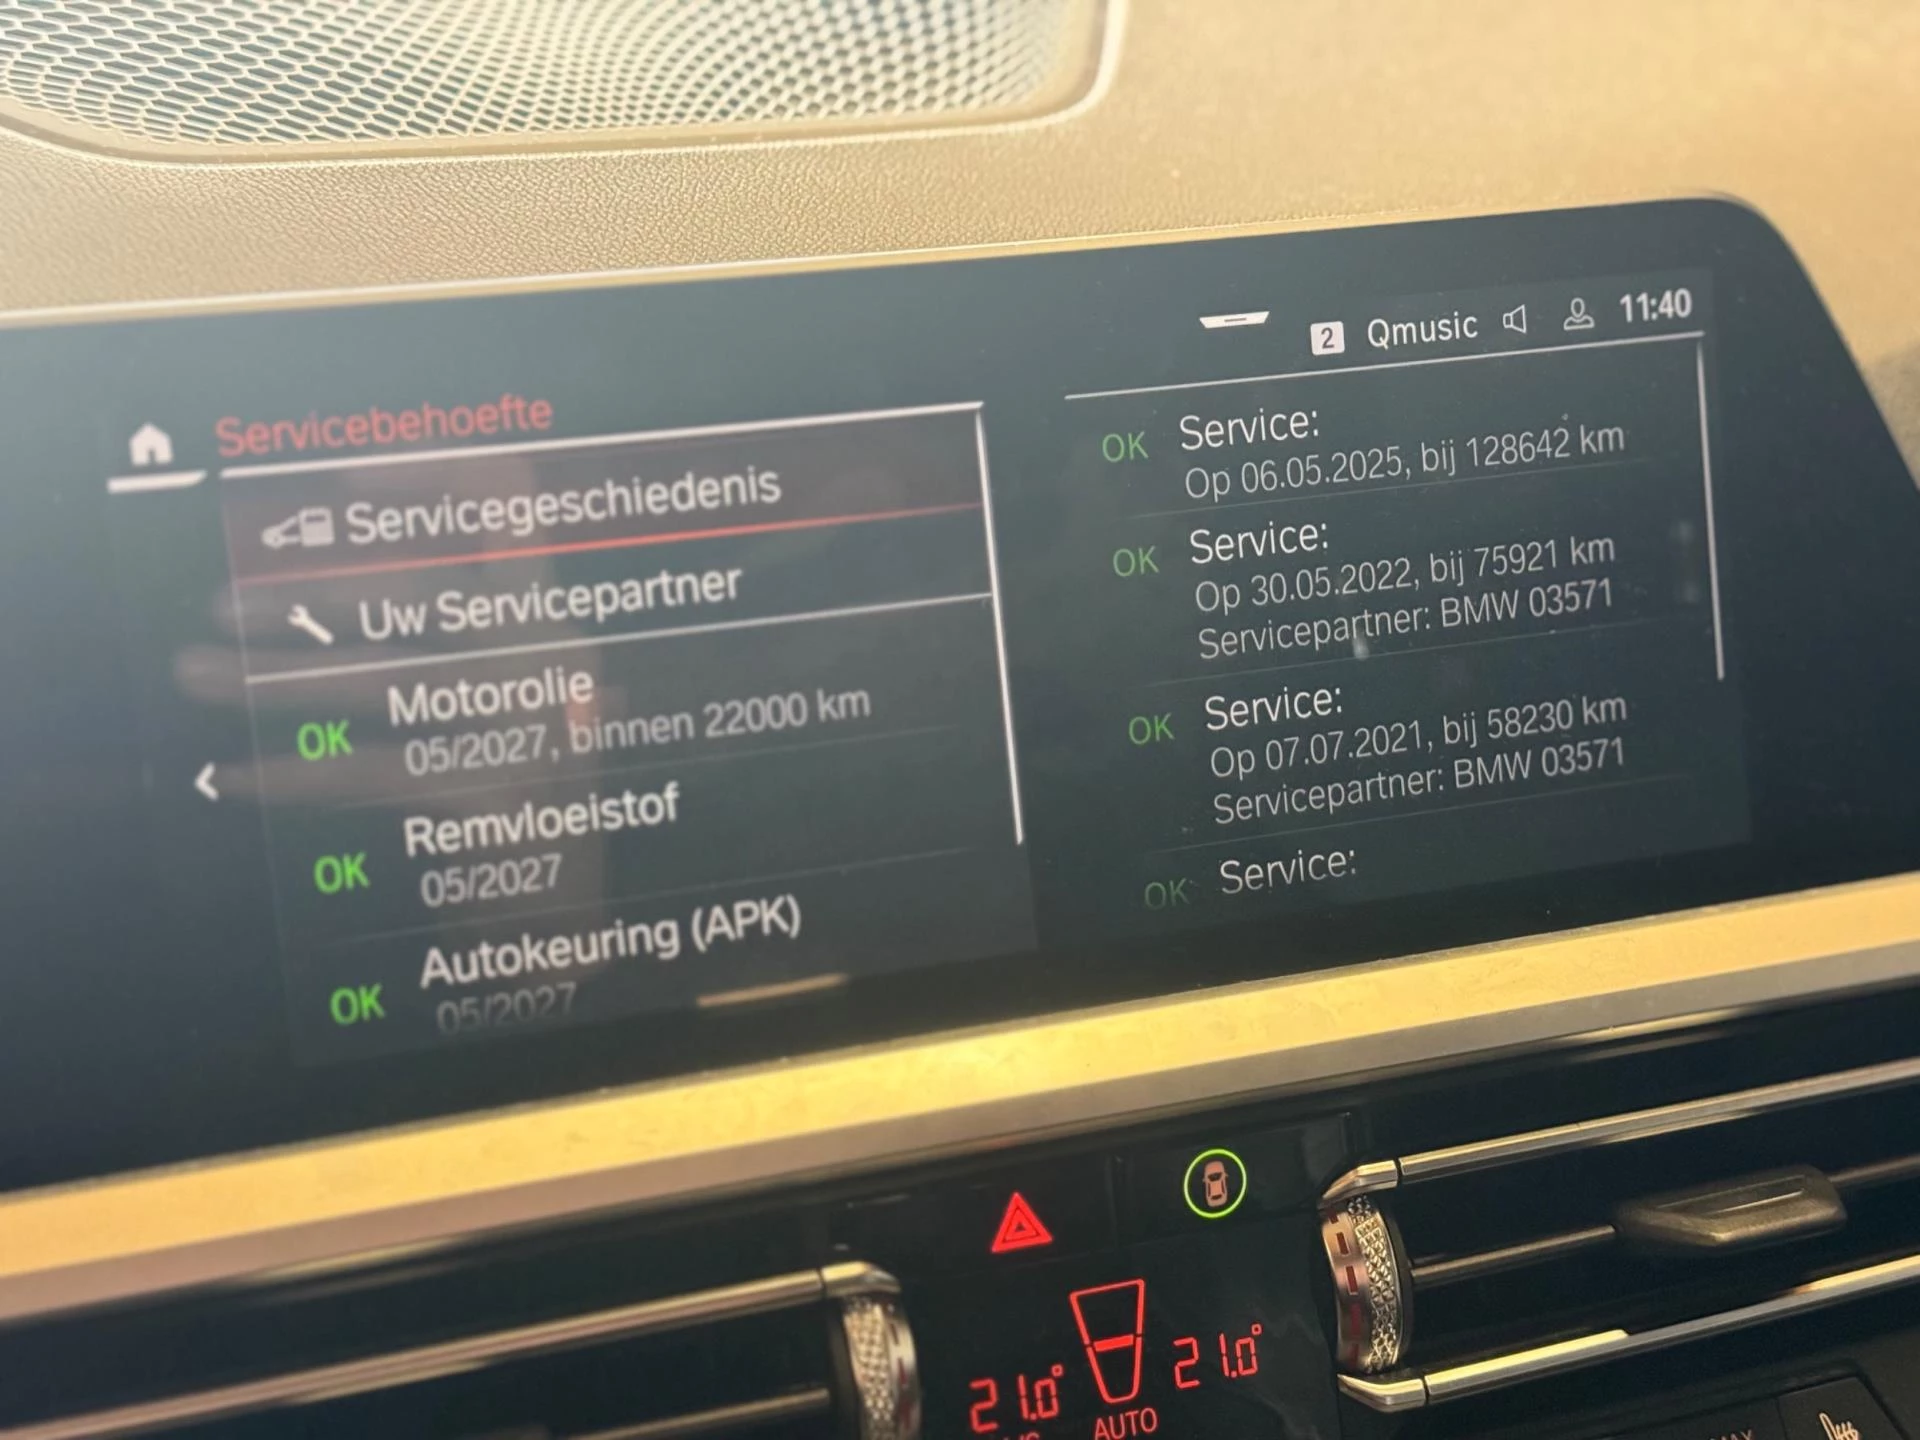 2 Qmusic 11:40
Servicebehoefte
Servicegeschiedenis
Uw Servicepartner
OK Motorolie
05/2027, binnen 22000 km
OK Remvloeistof
05/2027
OK Autokeuring (APK)
05/2027
OK Service:
Op 06.05.2025, bij 128642 km
OK Service:
Op 30.05.2022, bij 75921 km
Servicepartner: BMW 03571
OK Service:
Op 07.07.2021, bij 58230 km
Servicepartner: BMW 03571
OK Service:
21.0° 21.0°
AUTO